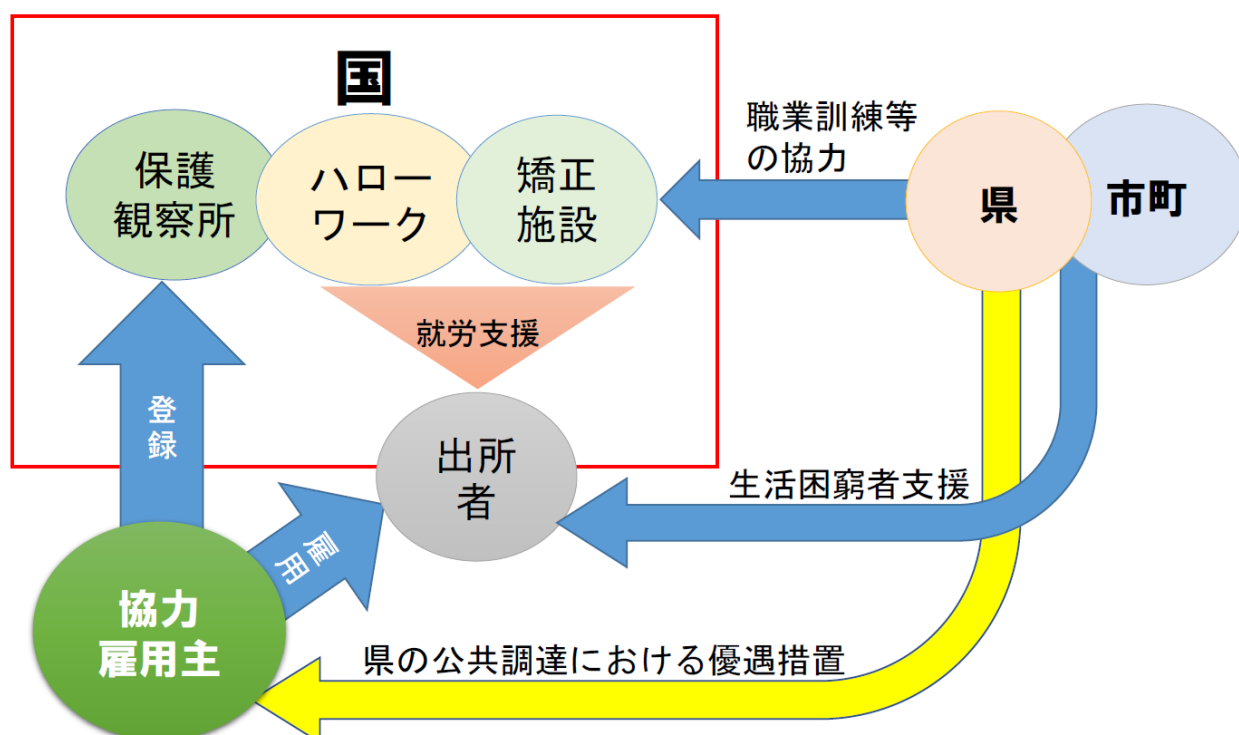 国
保護
観察所
ハロー
ワーク
矯正
施設
職業訓練等
の協力
県
市町
就労支援
登録
出所
者
生活困窮者支援
雇用
協力
雇用主
県の公共調達における優遇措置